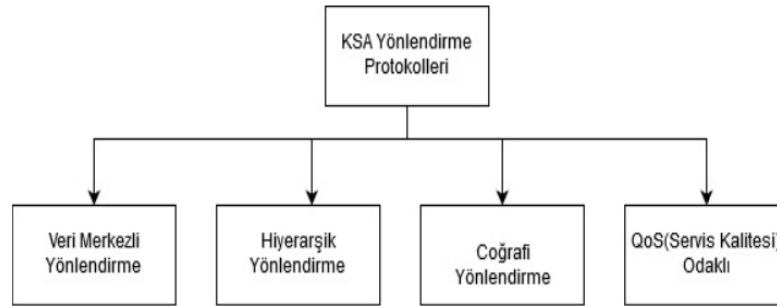 KSA Yönlendirme
Protokolleri
Veri Merkezli
Yönlendirme
Hiyerarşik
Yönlendirme
Coğrafi
Yönlendirme
QoS(Servis Kalitesi)
Odaklı